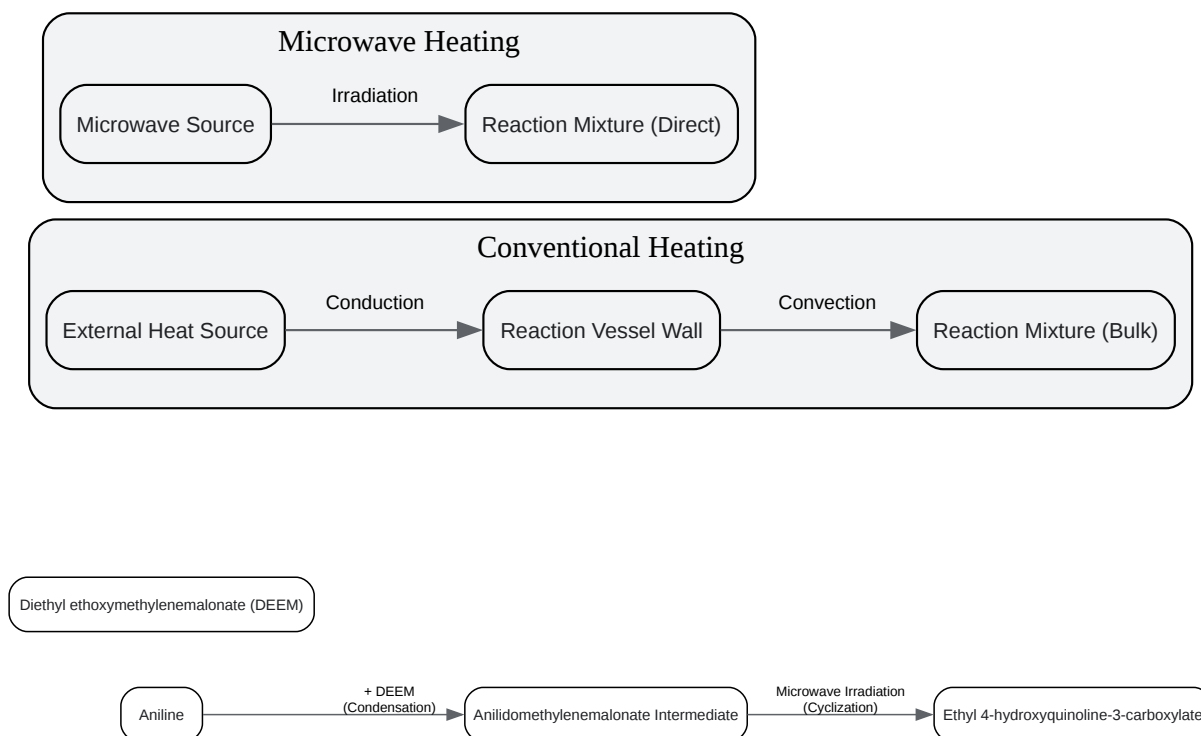 Microwave Heating
Irradiation
Microwave Source
Reaction Mixture (Direct)
Conventional Heating
Conduction
Convection
External Heat Source
Reaction Vessel Wall
Reaction Mixture (Bulk)
Diethyl ethoxymethylenemalonate (DEEM)
+ DEEM
(Condensation)
Microwave Irradiation
(Cyclization)
Aniline
Anilidomethylenemalonate Intermediate
Ethyl 4-hydroxyquinoline-3-carboxylate